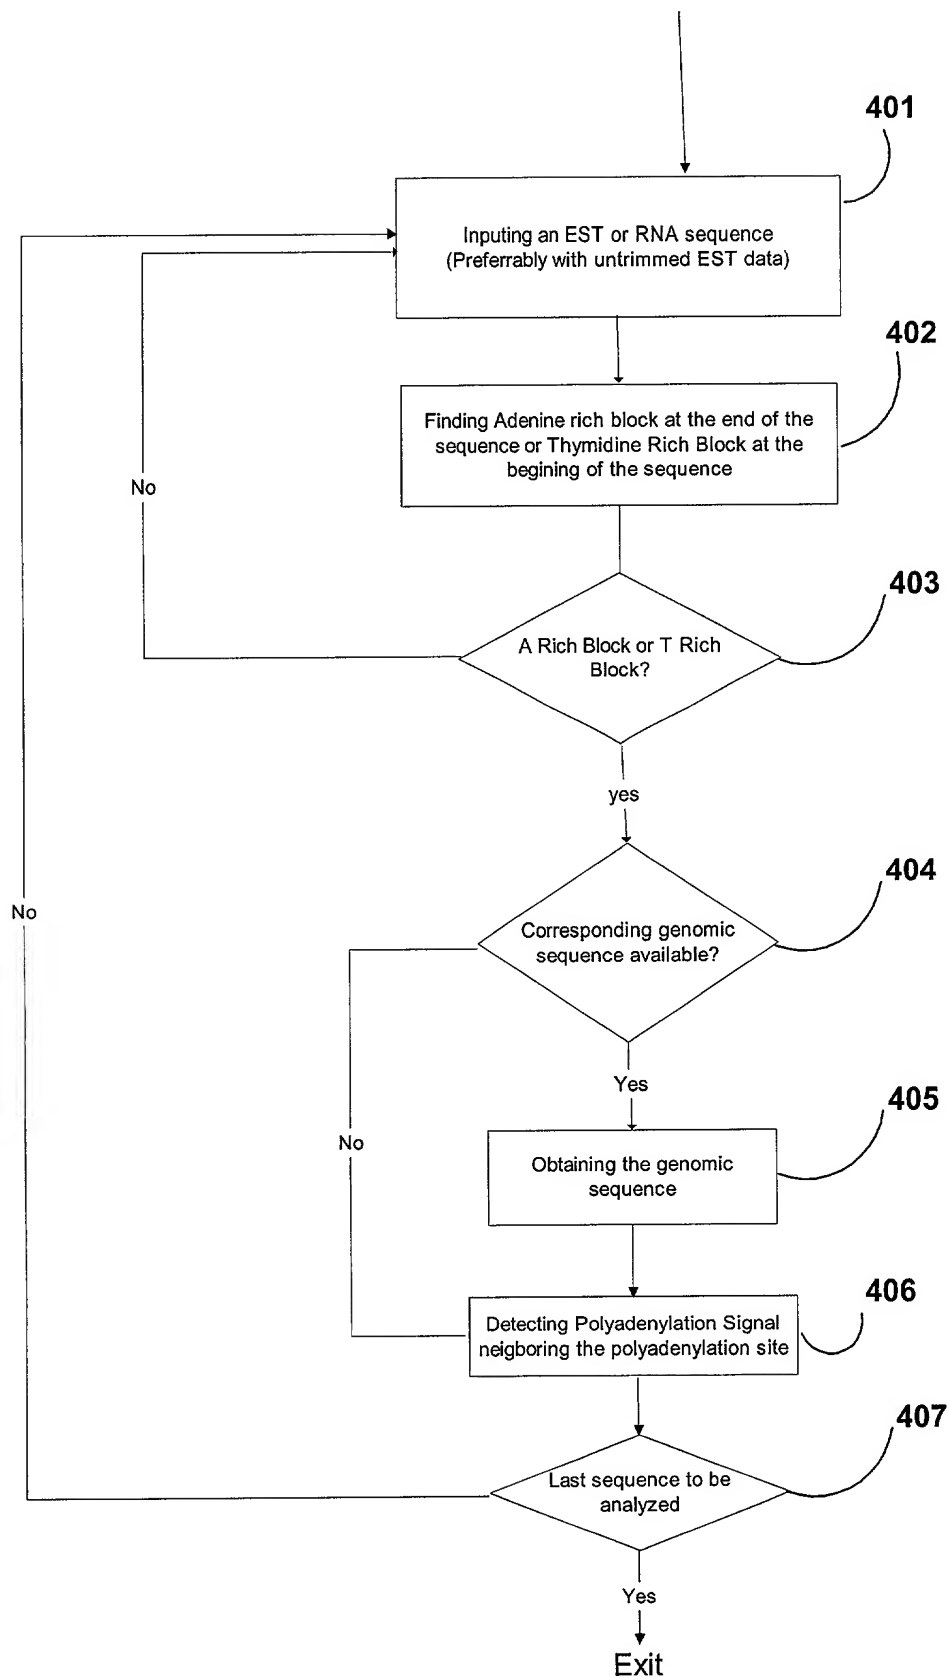 401
Inputing an EST or RNA sequence
(Preferrably with untrimmed EST data)
402
Finding Adenine rich block at the end of the
sequence or Thymidine Rich Block at the
begining of the sequence
No
403
A Rich Block or T Rich
Block?
yes
404
Corresponding genomic
sequence available?
No
Yes
405
Obtaining the genomic
sequence
No
406
Detecting Polyadenylation Signal
neigboring the polyadenylation site
407
Last sequence to be
analyzed
Yes
Exit